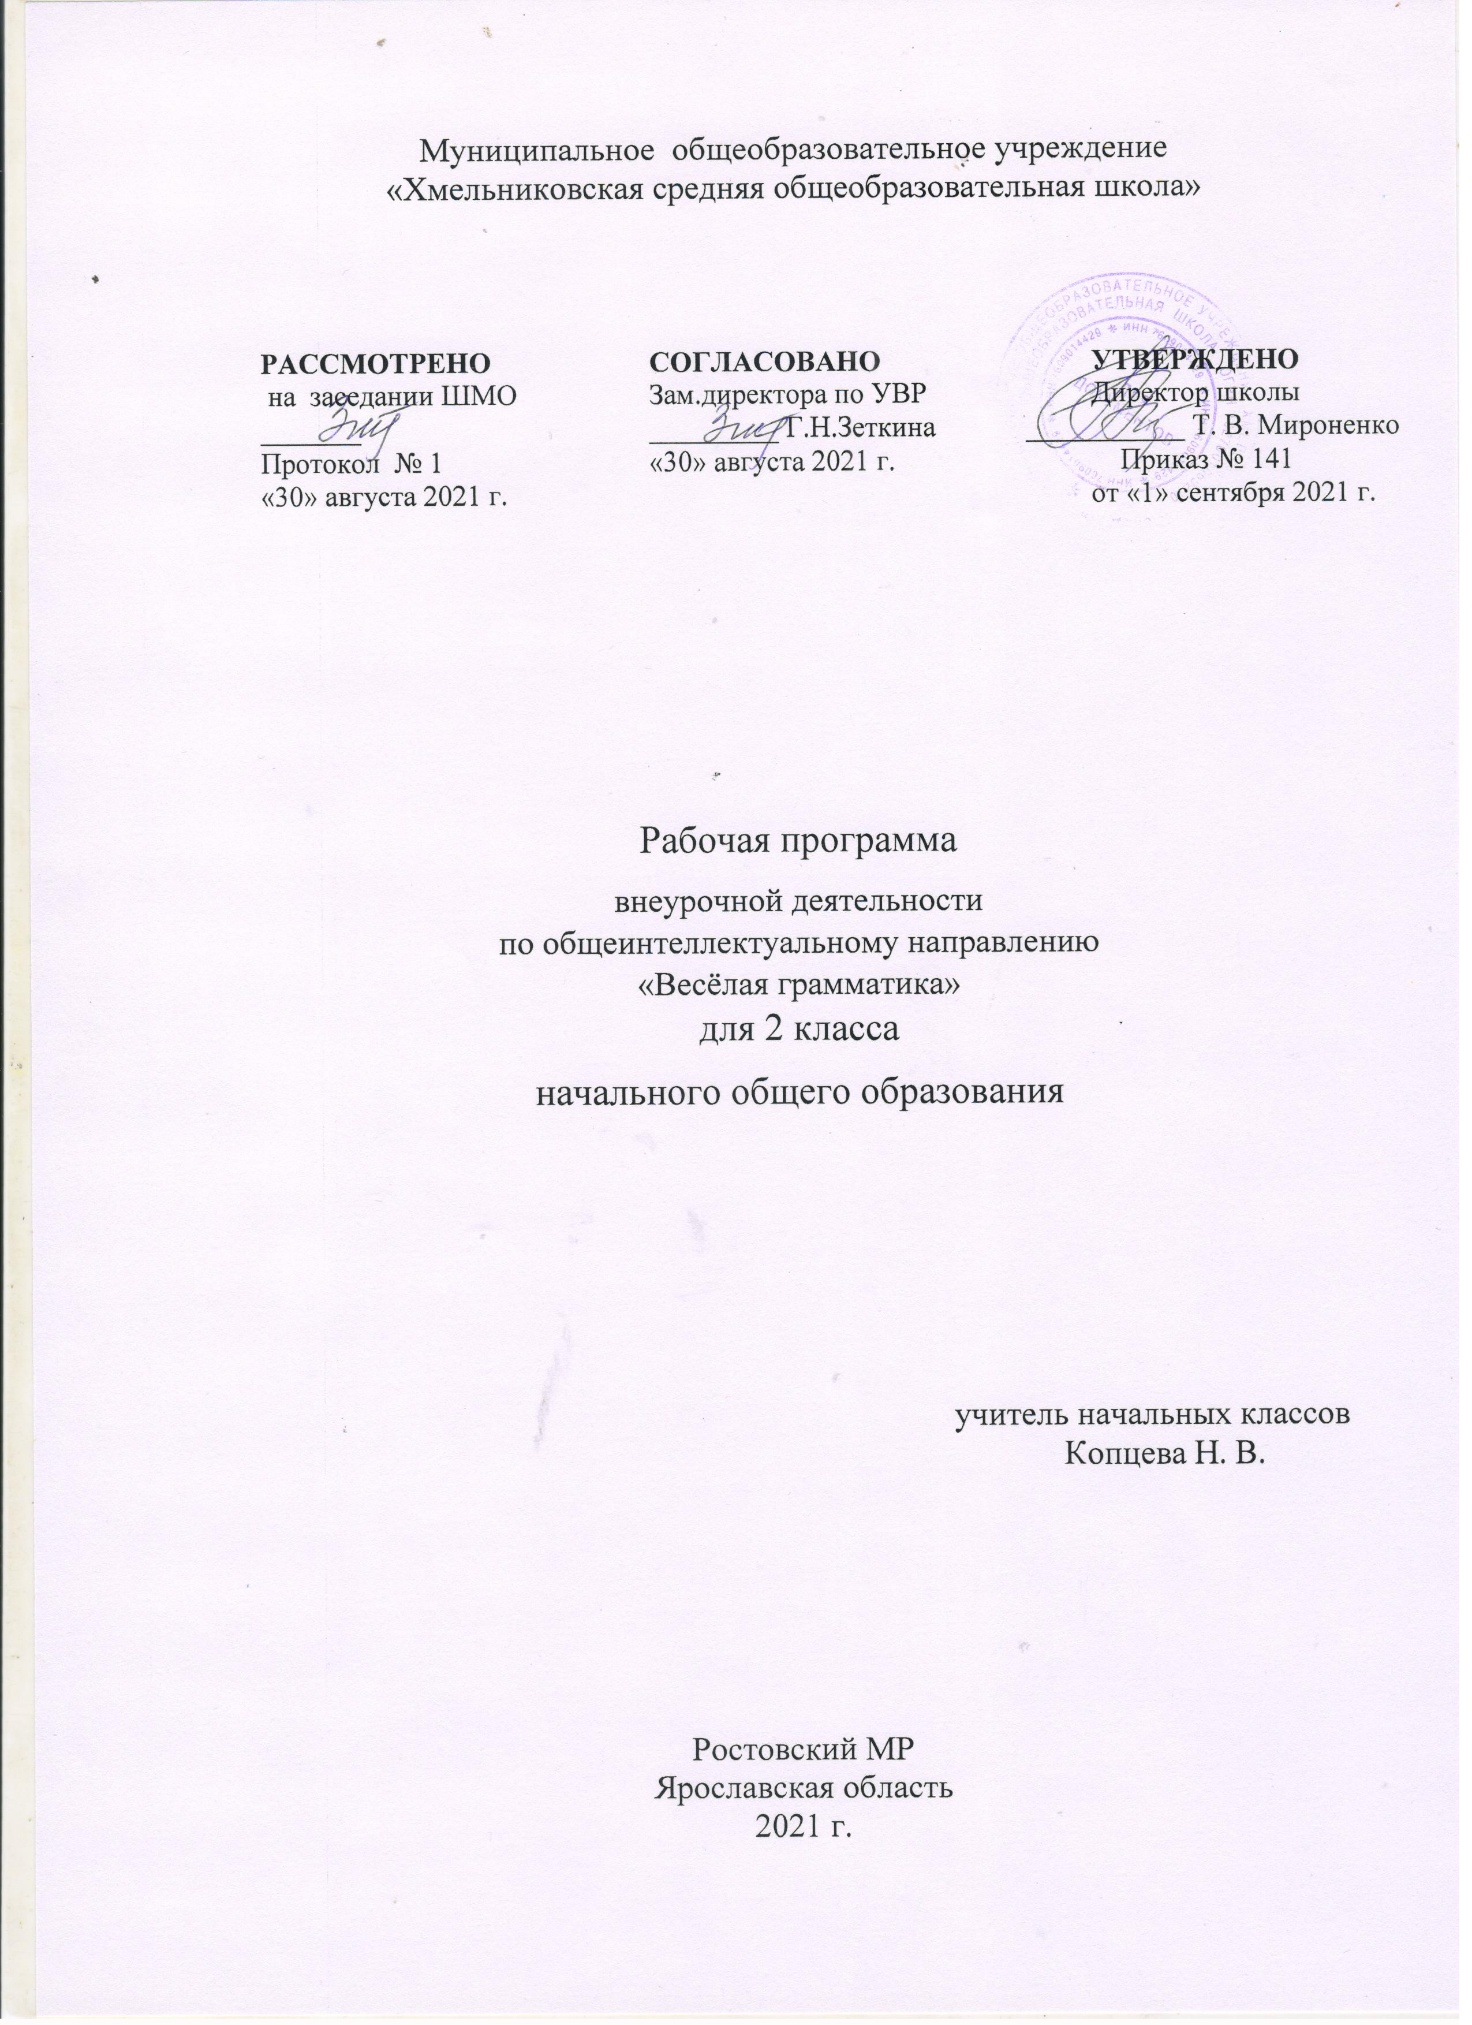 Муниципальное общеобразовательное учреждение
«Хмельниковская средняя общеобразовательная школа»
РАССМОТРЕНО
на заседании ШМО
Протокол № 1
«30» августа 2021 г.
СОГЛАСОВАНО
Зам.директора по УВР
Г.Н.Зеткина
«30» августа 2021 г.
УТВЕРЖДЕНО
Директор школы
Т. В. Мироненко
Приказ № 141
от «1» сентября 2021 г.
Рабочая программа
внеурочной деятельности
по общеинтеллектуальному направлению
«Весёлая грамматика»
для 2 класса
начального общего образования
учитель начальных классов
Копцева Н. В.
Ростовский МР
Ярославская область
2021 г.